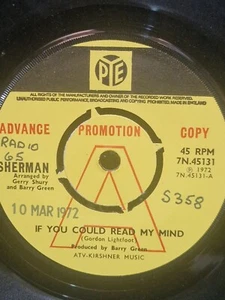 PYE
ALL RIGHTS OF THE MANUFACTURER AND OF THE OWNER OF THE RECORDED WORK RESERVED
UNAUTHORISED PUBLIC PERFORMANCE, BROADCASTING AND COPYING PROHIBITED. MADE IN ENGLAND
ADVANCE PROMOTION COPY
RADIO
65
45 RPM
7N.45131
SHERMAN
Arranged by
Gerry Shury
and Barry Green
℗ 1972
7N.45131-A
A
S358
10 MAR 1972
IF YOU COULD READ MY MIND
(Gordon Lightfoot)
Produced by Barry Green
ATV-KIRSHNER MUSIC